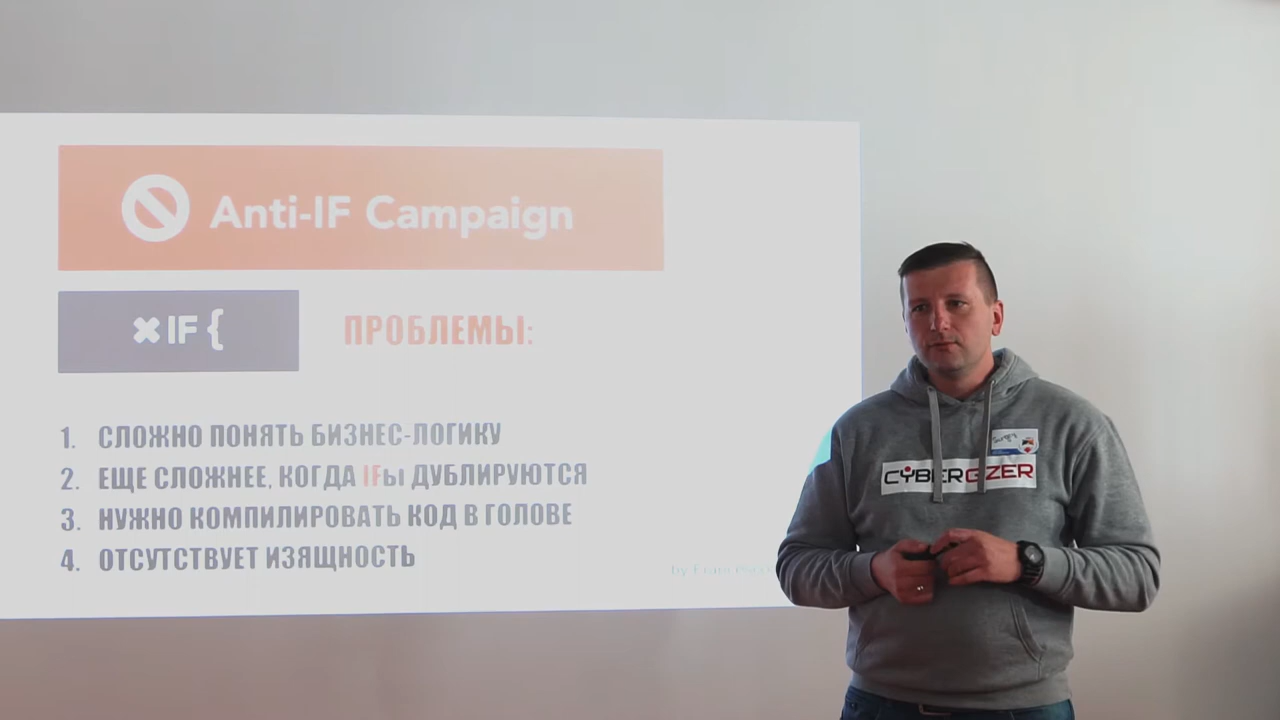 Anti-IF Campaign
✖ IF {
ПРОБЛЕМЫ:
1. СЛОЖНО ПОНЯТЬ БИЗНЕС-ЛОГИКУ
2. ЕЩЕ СЛОЖНЕЕ, КОГДА IFы ДУБЛИРУЮТСЯ
3. НУЖНО КОМПИЛИРОВАТЬ КОД В ГОЛОВЕ
4. ОТСУТСТВУЕТ ИЗЯЩНОСТЬ
by
CYBERGIZER